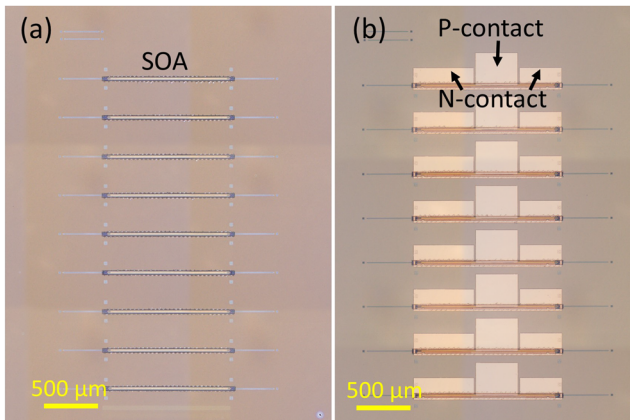 (a)
SOA
500 μm
(b)
P-contact
N-contact
500 μm